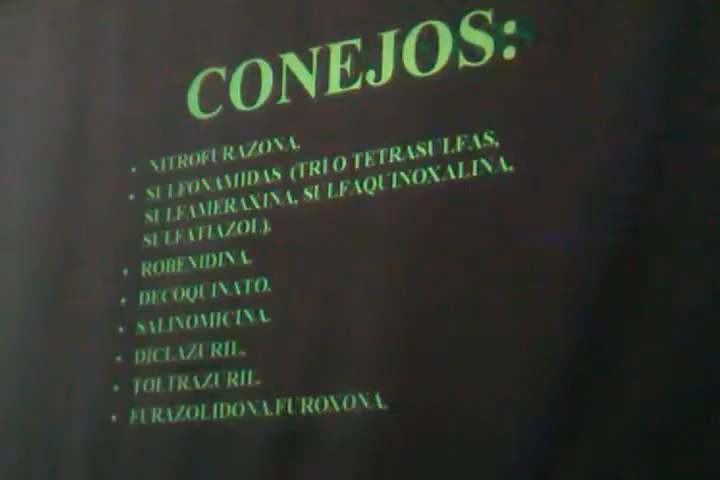 CONEJOS:
• NITROFURAZONA.
• SULFONAMIDAS (TRI O TETRASULFAS,
SULFAMERAXINA, SULFAQUINOXALINA,
SULFATIAZOL).
• ROBENIDINA.
• DECOQUINATO.
• SALINOMICINA.
• DICLAZURIL.
• TOLTRAZURIL.
• FURAZOLIDONA.FUROXONA.